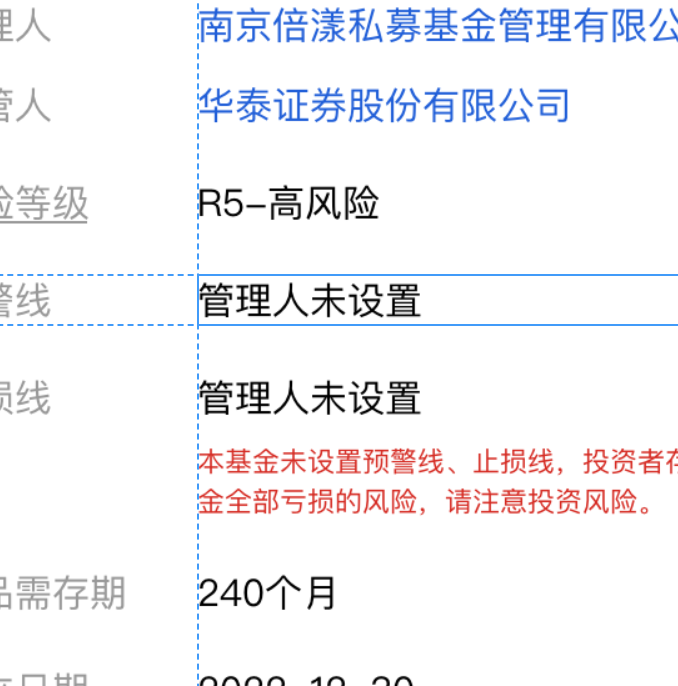 理人 南京倍漾私募基金管理有限公
管人 华泰证券股份有限公司
险等级 R5-高风险
警线 管理人未设置
损线 管理人未设置
本基金未设置预警线、止损线，投资者存
金全部亏损的风险，请注意投资风险。
品需存期 240个月